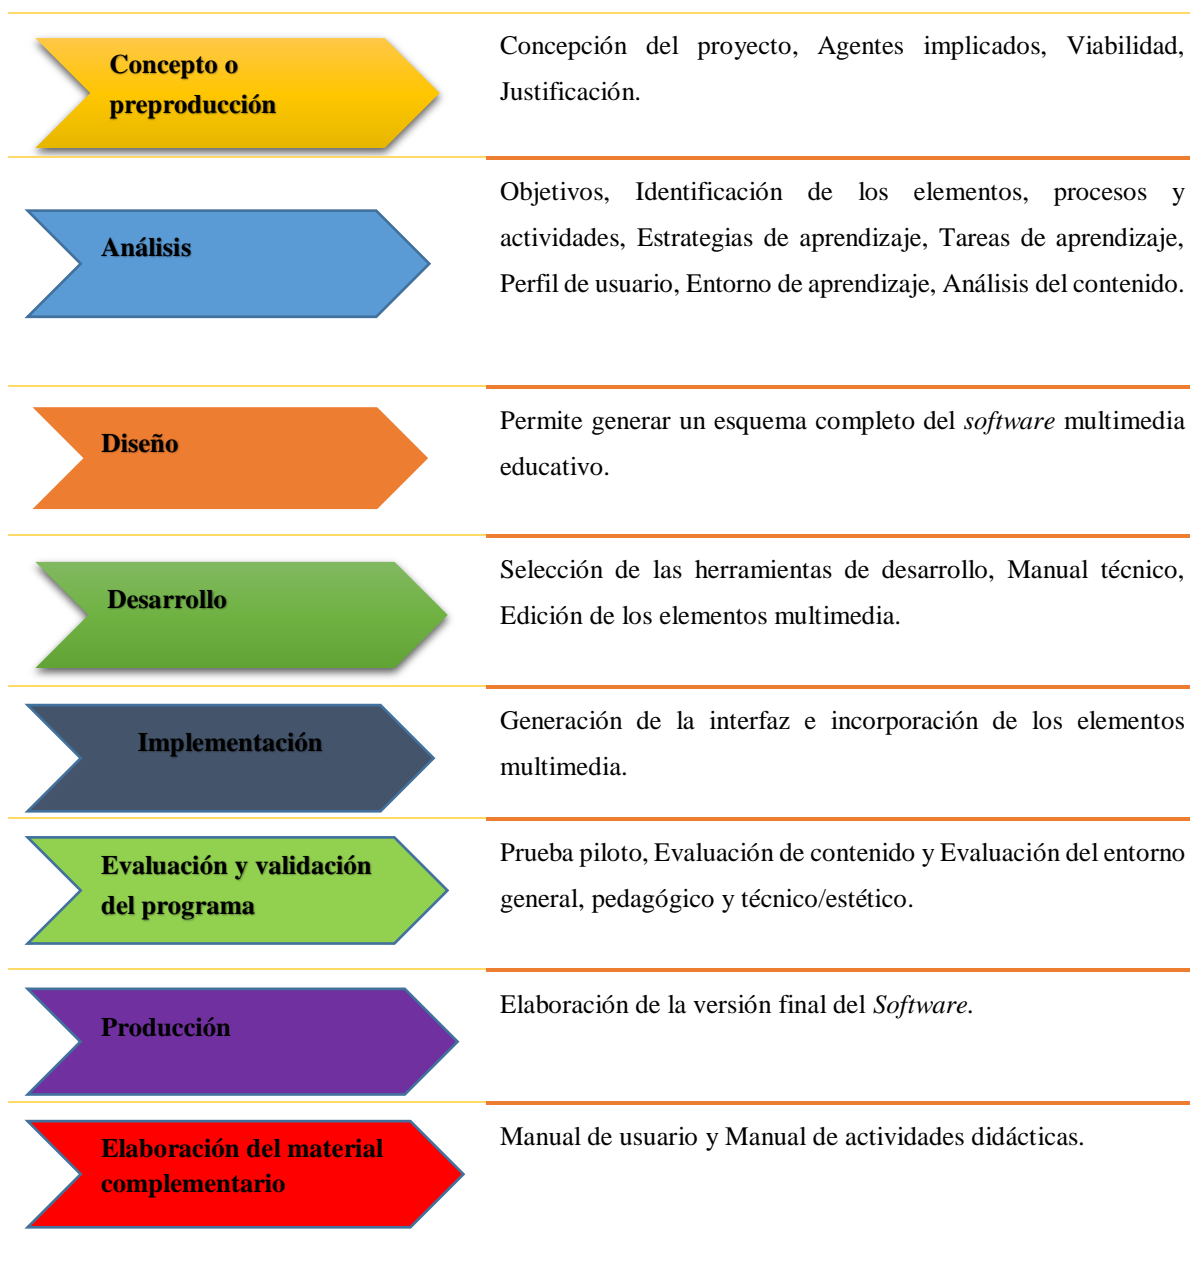 Concepto o
preproducción
Concepción del proyecto, Agentes implicados, Viabilidad,
Justificación.
Análisis
Objetivos, Identificación de los elementos, procesos y
actividades, Estrategias de aprendizaje, Tareas de aprendizaje,
Perfil de usuario, Entorno de aprendizaje, Análisis del contenido.
Diseño
Permite generar un esquema completo del software multimedia
educativo.
Desarrollo
Selección de las herramientas de desarrollo, Manual técnico,
Edición de los elementos multimedia.
Implementación
Generación de la interfaz e incorporación de los elementos
multimedia.
Evaluación y validación
del programa
Prueba piloto, Evaluación de contenido y Evaluación del entorno
general, pedagógico y técnico/estético.
Producción
Elaboración de la versión final del Software.
Elaboración del material
complementario
Manual de usuario y Manual de actividades didácticas.